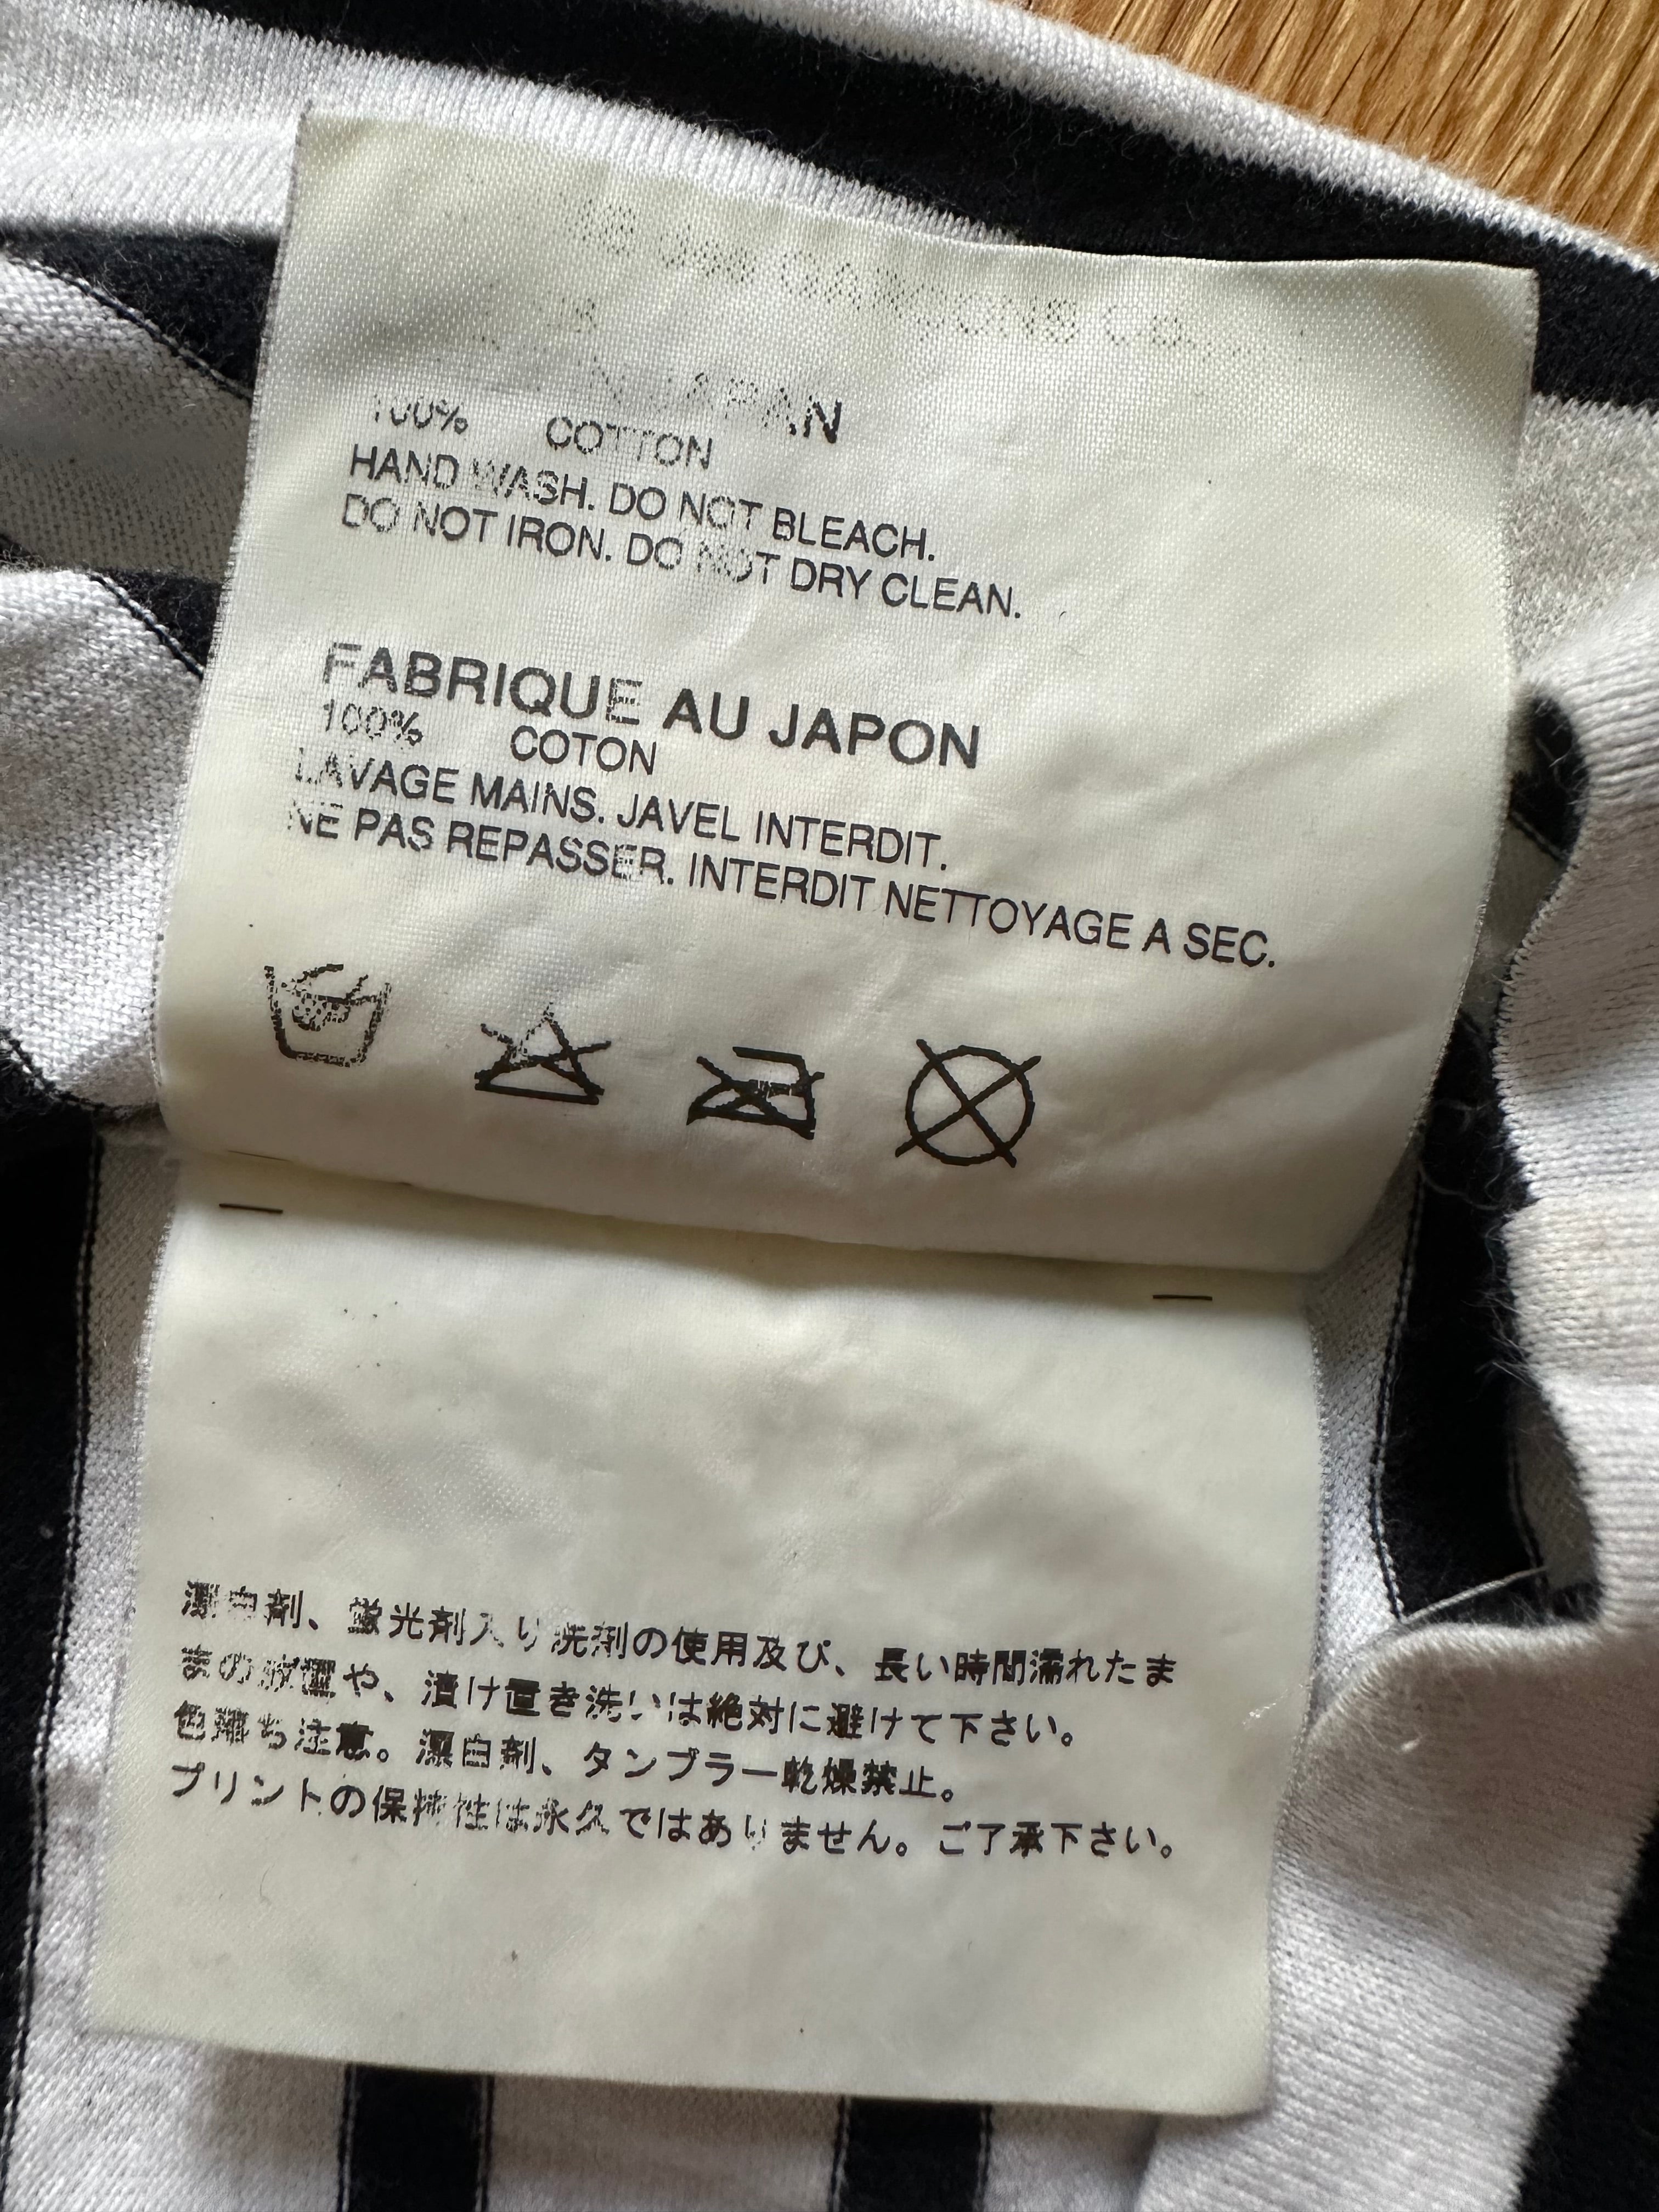 GARÇONS Co.,
JAPAN
100% COTTON
HAND WASH. DO NOT BLEACH.
DO NOT IRON. DO NOT DRY CLEAN.
FABRIQUE AU JAPON
100% COTON
LAVAGE MAINS. JAVEL INTERDIT.
NE PAS REPASSER. INTERDIT NETTOYAGE A SEC.
漂白剤、蛍光剤入り洗剤の使用及び、長い時間濡れたま
まの放置や、漬け置き洗いは絶対に避けて下さい。
色落ち注意。漂白剤、タンブラー乾燥禁止。
プリントの保持性は永久ではありません。ご了承下さい。